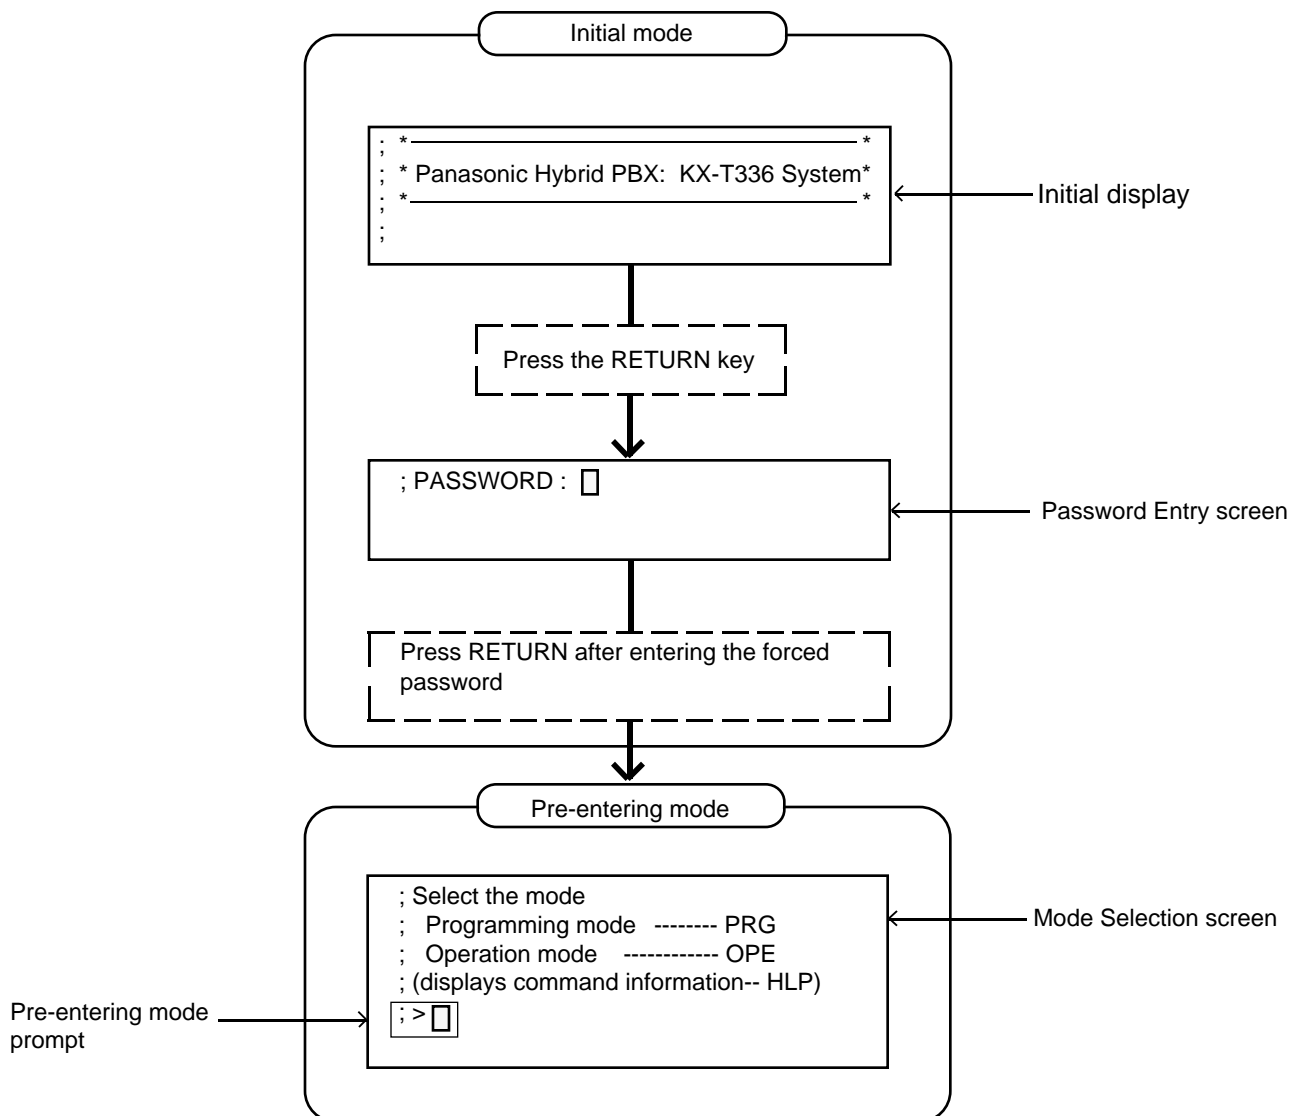 Initial mode
; * *
; * Panasonic Hybrid PBX: KX-T336 System*
; * *
;
Initial display
Press the RETURN key
; PASSWORD :
Password Entry screen
Press RETURN after entering the forced
password
Pre-entering mode
; Select the mode
; Programming mode -------- PRG
; Operation mode ------------ OPE
; (displays command information-- HLP)
; >
Mode Selection screen
Pre-entering mode
prompt